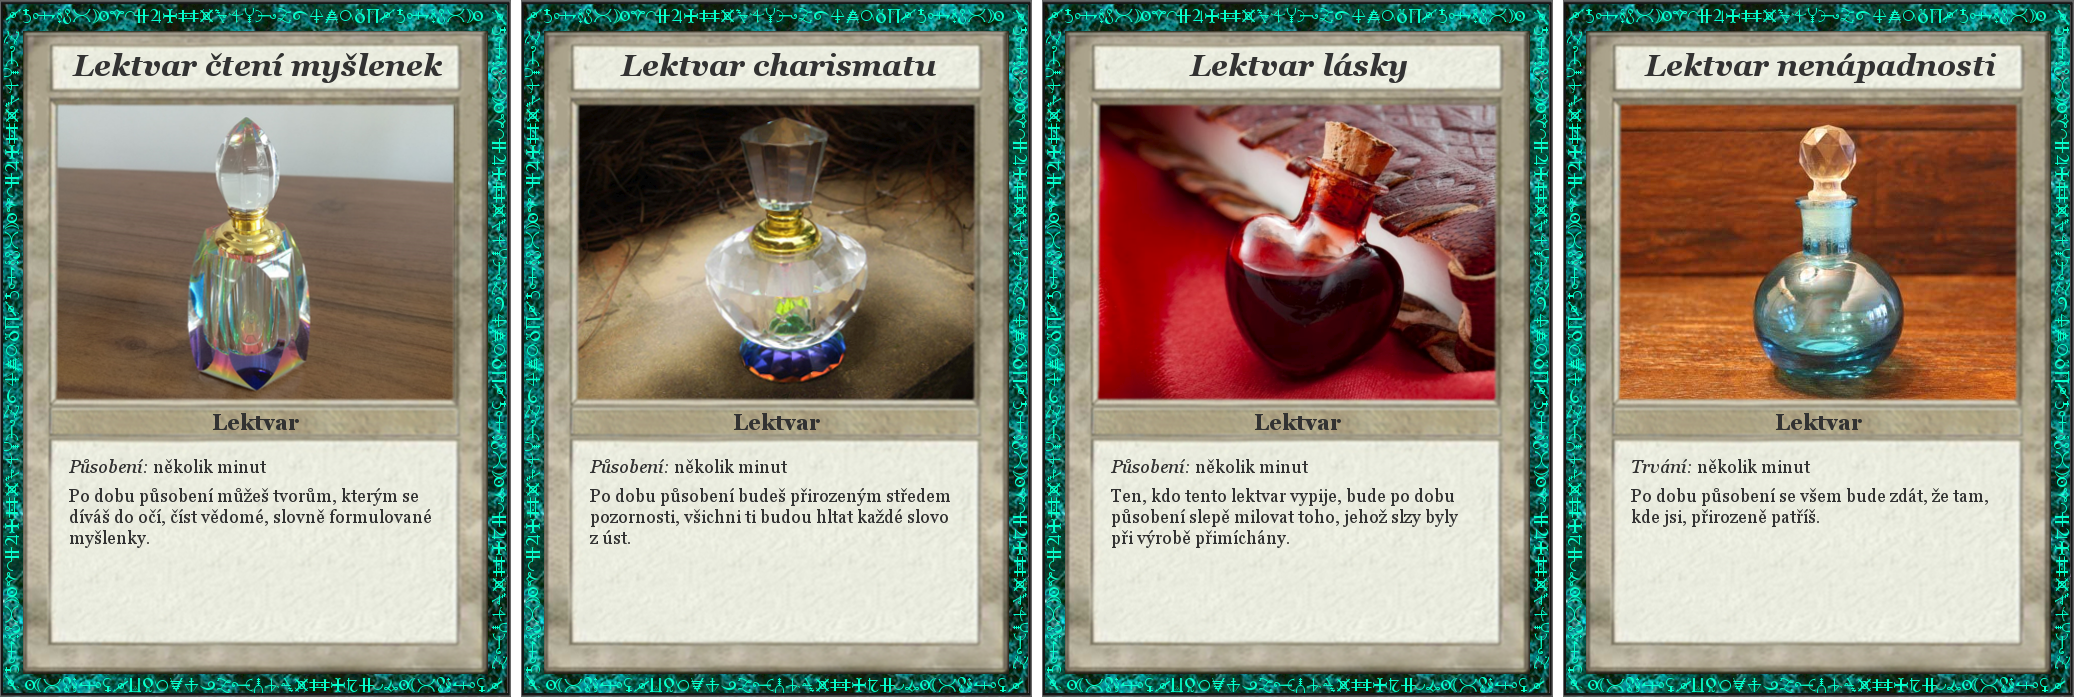 Lektvar čtení myšlenek
Lektvar
Působení: několik minut
Po dobu působení můžeš tvorům, kterým se
díváš do očí, číst vědomé, slovně formulované
myšlenky.
Lektvar charismatu
Lektvar
Působení: několik minut
Po dobu působení budeš přirozeným středem
pozornosti, všichni ti budou hltat každé slovo
z úst.
Lektvar lásky
Lektvar
Působení: několik minut
Ten, kdo tento lektvar vypije, bude po dobu
působení slepě milovat toho, jehož slzy byly
při výrobě přimíchány.
Lektvar nenápadnosti
Lektvar
Trvání: několik minut
Po dobu působení se všem bude zdát, že tam,
kde jsi, přirozeně patříš.